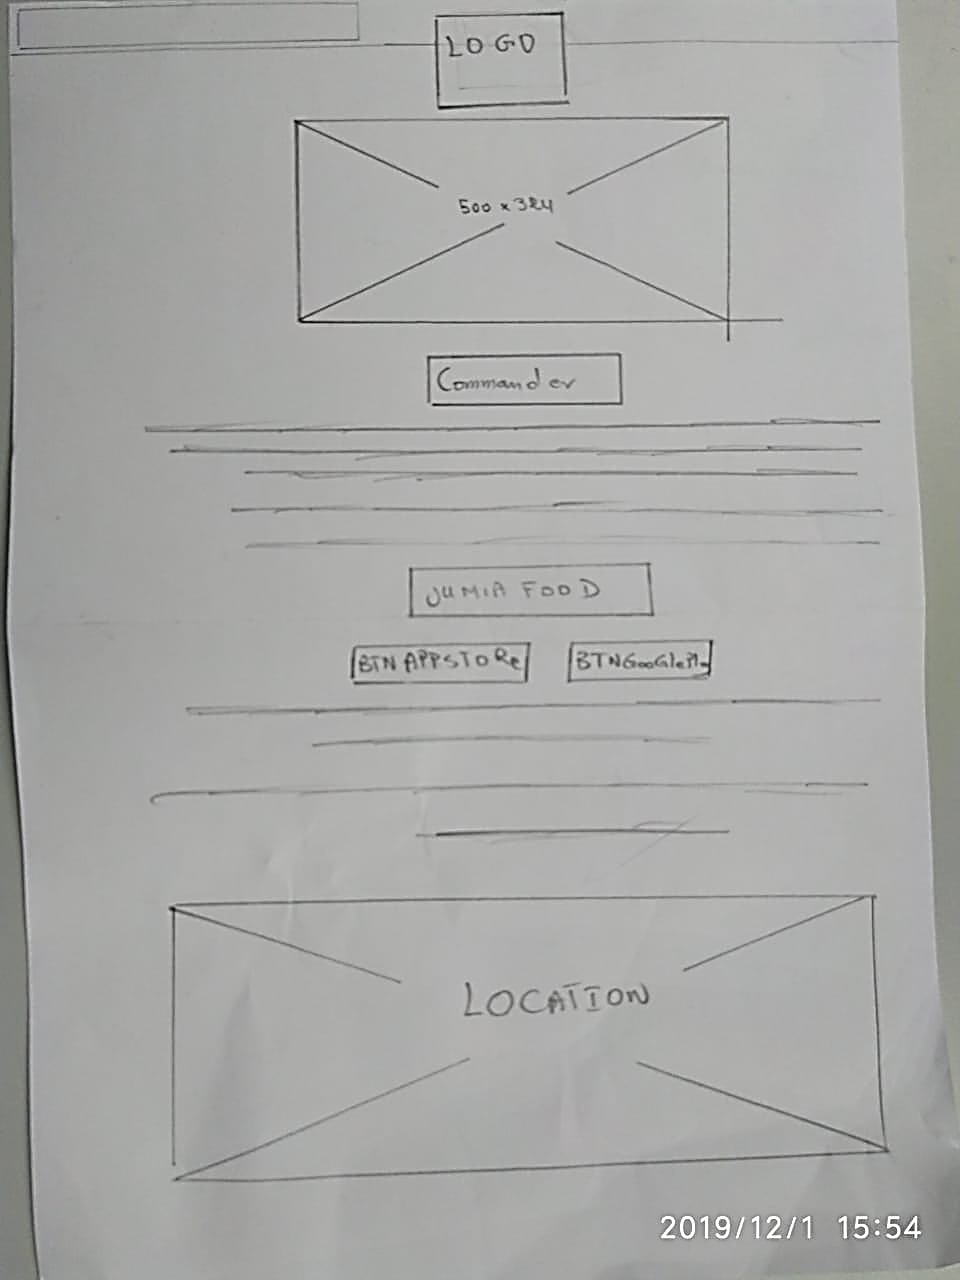 LOGO
500 x 324
Commander
JUMIA FOOD
BTN APPSTORe
BTNGooGlePl
LOCATION
2019/12/1 15:54